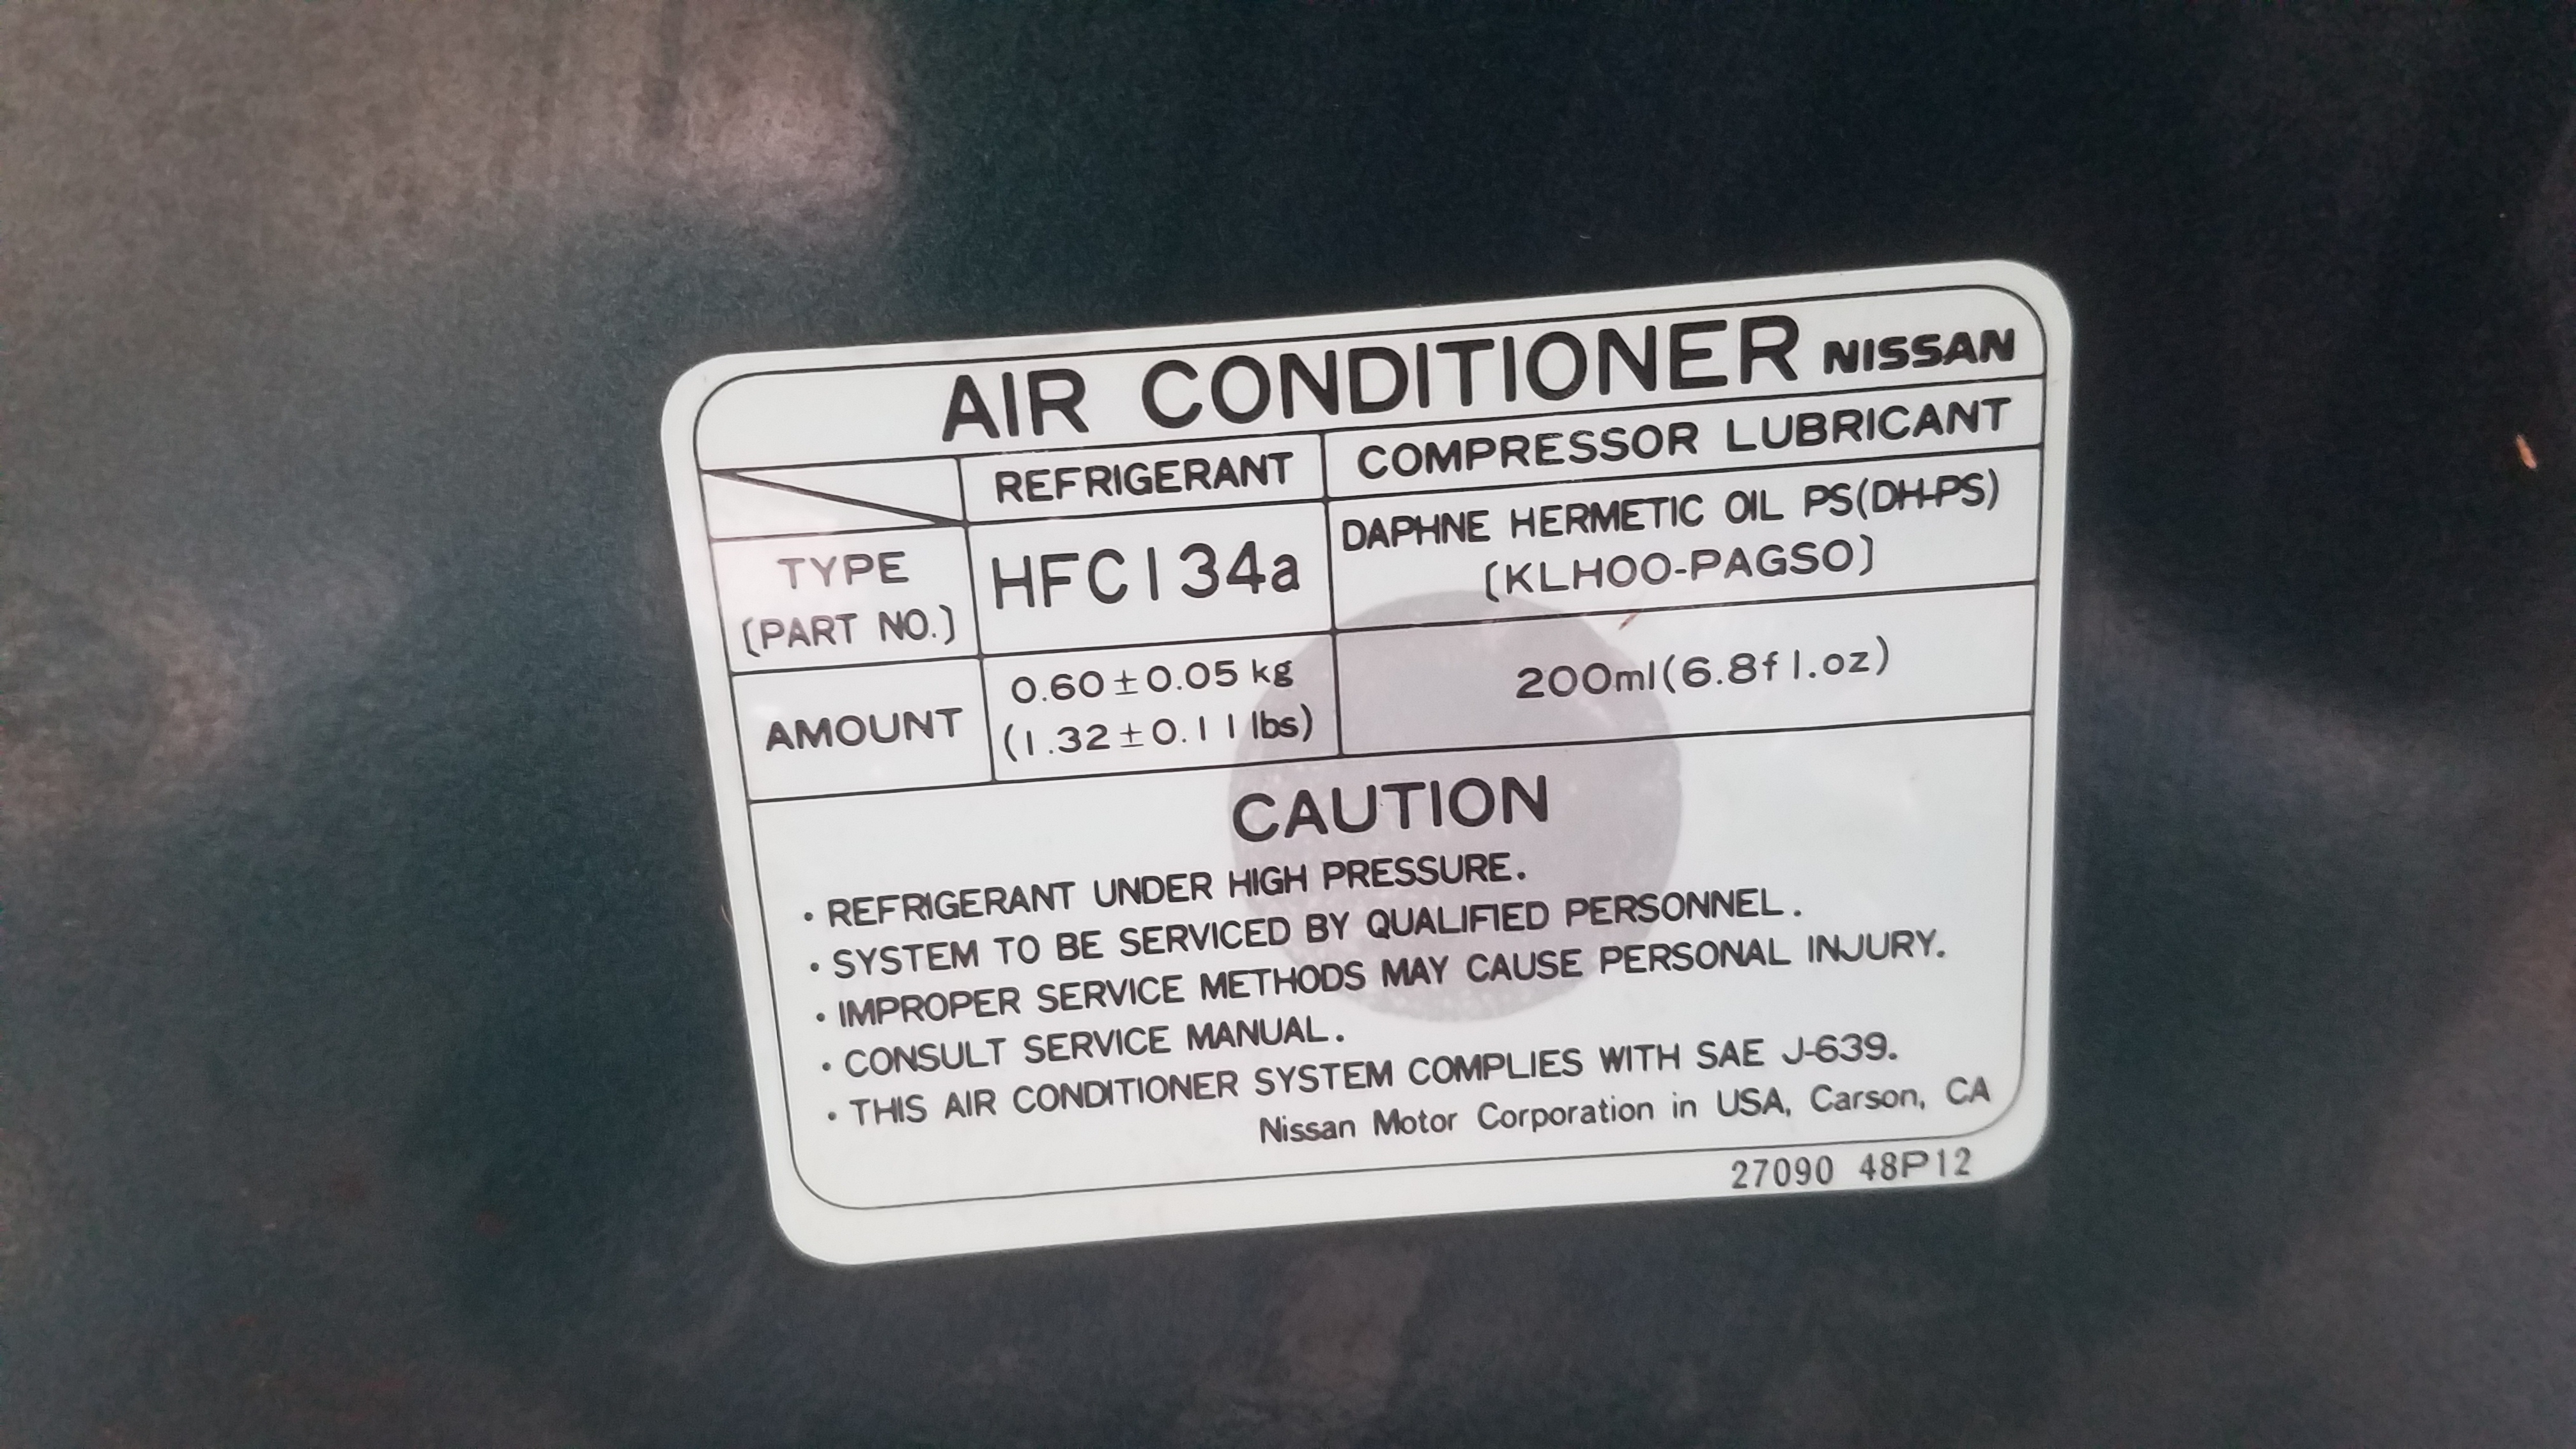 AIR CONDITIONER NISSAN
REFRIGERANT COMPRESSOR LUBRICANT
TYPE
(PART NO.)
HFC134a
DAPHNE HERMETIC OIL PS(DH-PS)
(KLHOO-PAGSO)
AMOUNT
0.60±0.05 kg
(1.32±0.11 lbs)
200ml(6.8fl.oz)
CAUTION
• REFRIGERANT UNDER HIGH PRESSURE.
• SYSTEM TO BE SERVICED BY QUALIFIED PERSONNEL.
• IMPROPER SERVICE METHODS MAY CAUSE PERSONAL INJURY.
• CONSULT SERVICE MANUAL.
• THIS AIR CONDITIONER SYSTEM COMPLIES WITH SAE J-639.
Nissan Motor Corporation in USA, Carson, CA
27090 48P12